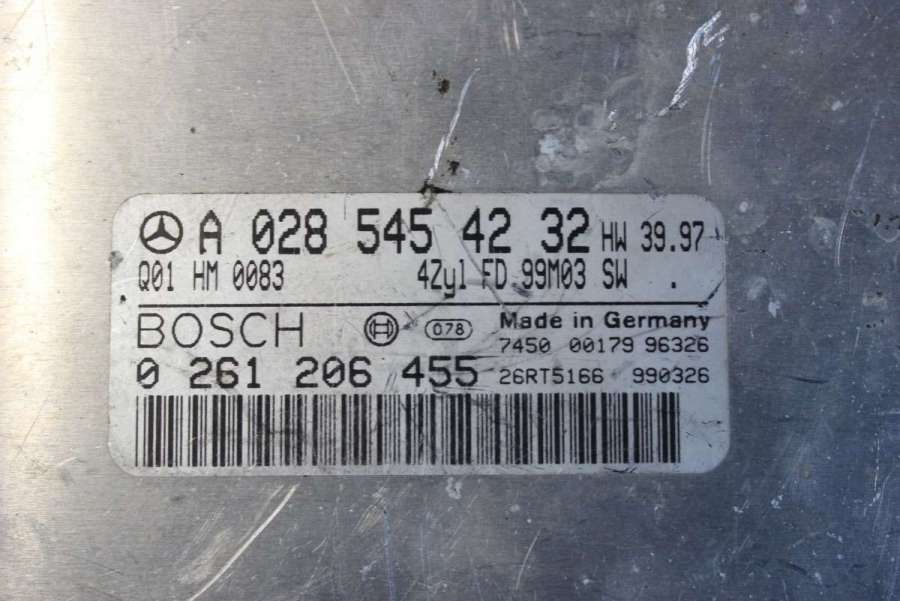 A 028 545 42 32 HW 39.97
Q01 HM 0083 4Zyl FD 99M03 SW .
BOSCH 078 Made in Germany
7450 00179 96326
0 261 206 455 26RT5166 990326